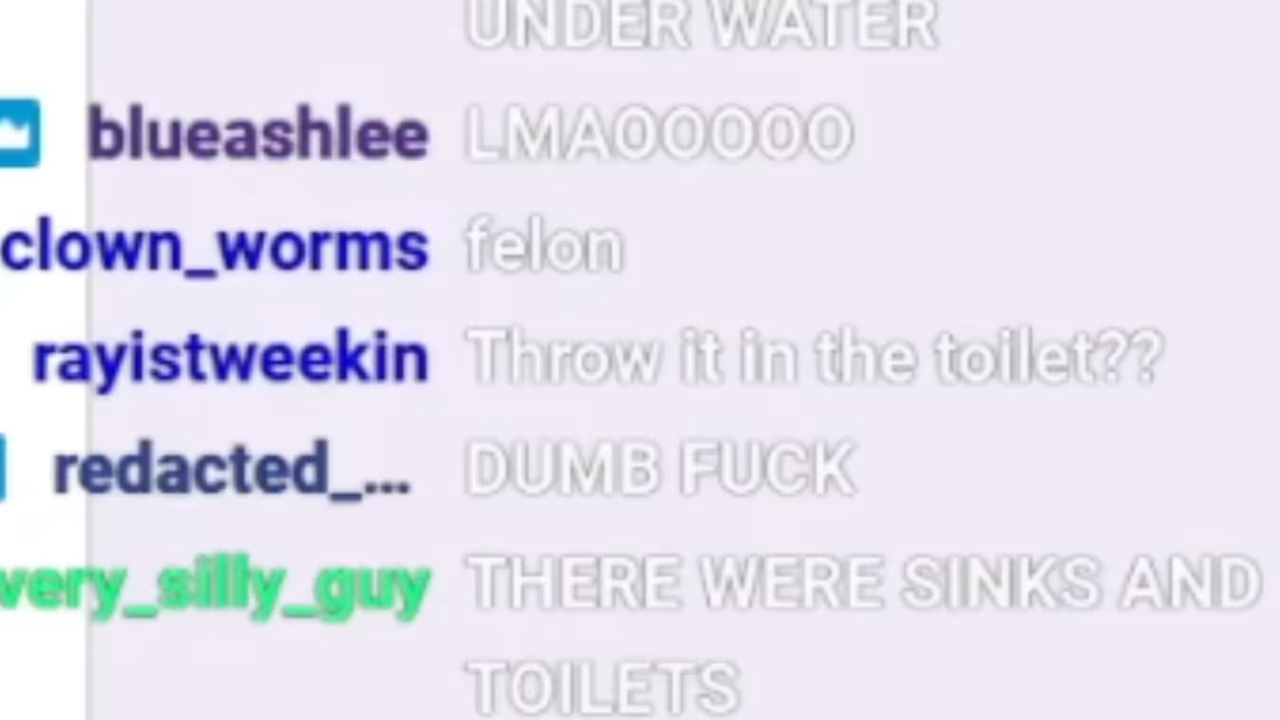 UNDER WATER
blueashlee LMAOOOOO
clown_worms felon
rayistweekin Throw it in the toilet??
redacted_... DUMB FUCK
very_silly_guy THERE WERE SINKS AND
TOILETS